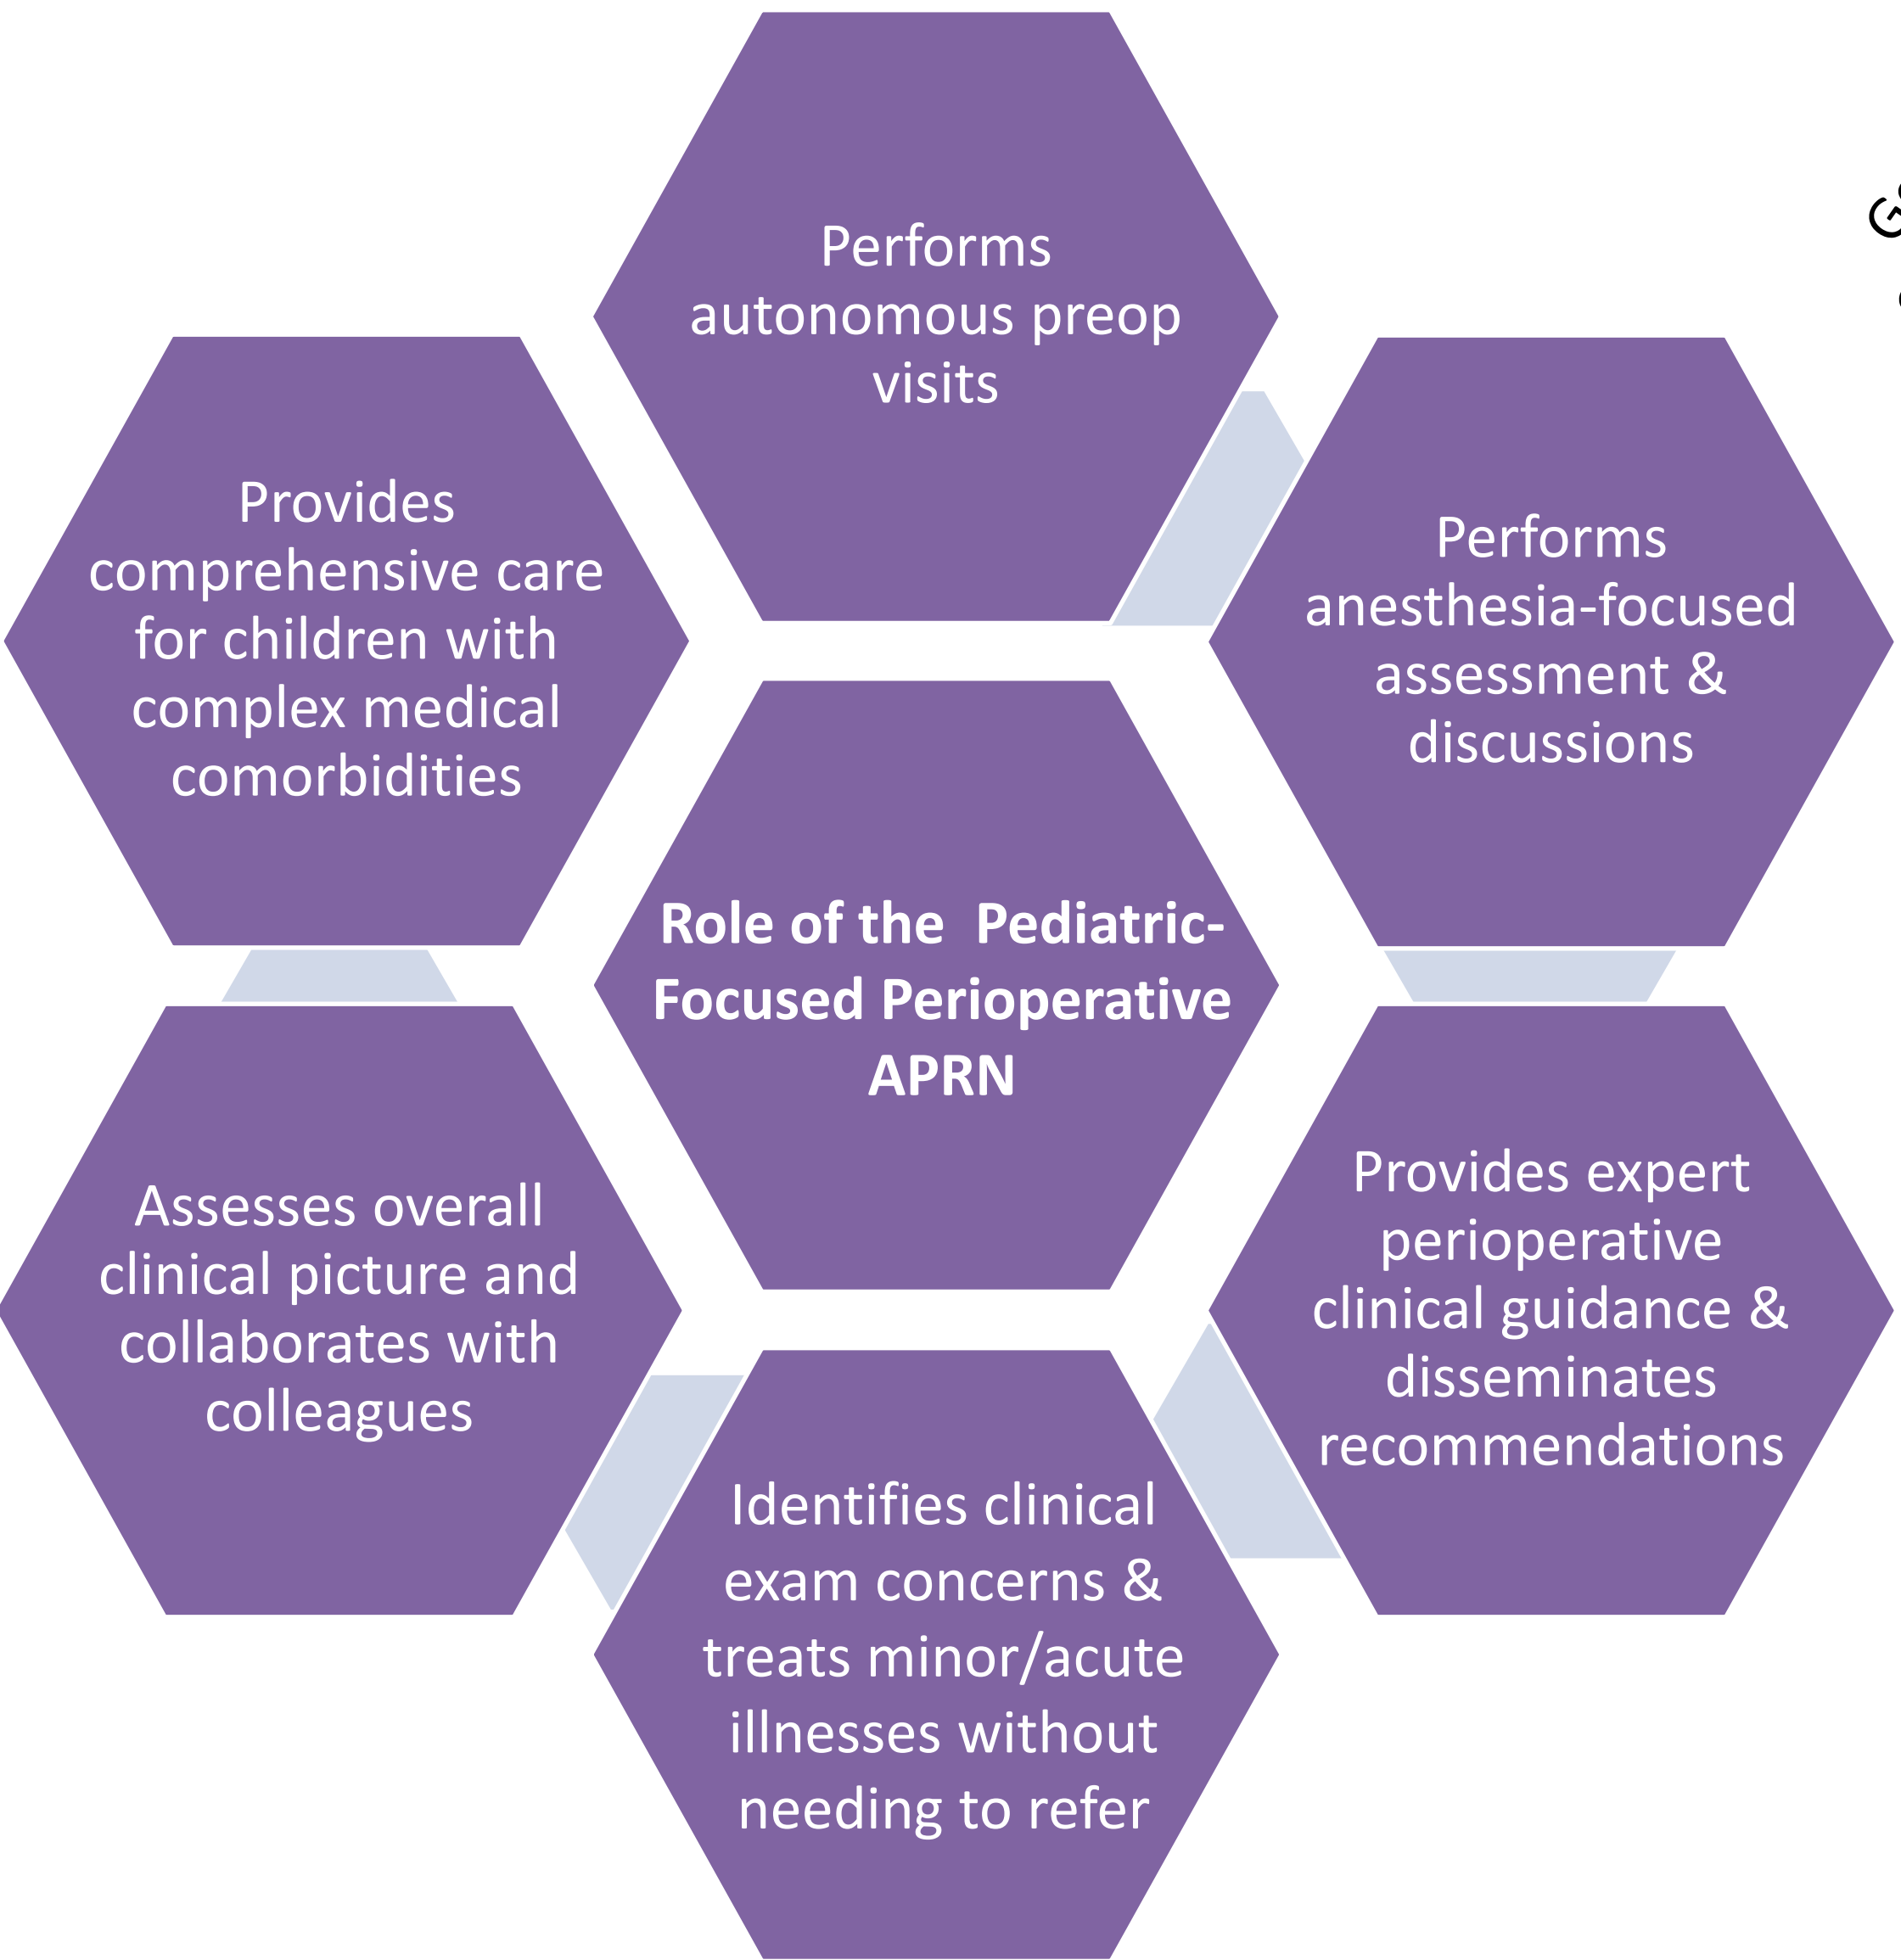 Performs
autonomous preop
visits
Performs
anesthesia-focused
assessment &
discussions
Provides expert
perioperative
clinical guidance &
disseminates
recommendations
Identifies clinical
exam concerns &
treats minor/acute
illnesses without
needing to refer
Assesses overall
clinical picture and
collaborates with
colleagues
Provides
comprehensive care
for children with
complex medical
comorbidities
Role of the Pediatric-
Focused Perioperative
APRN